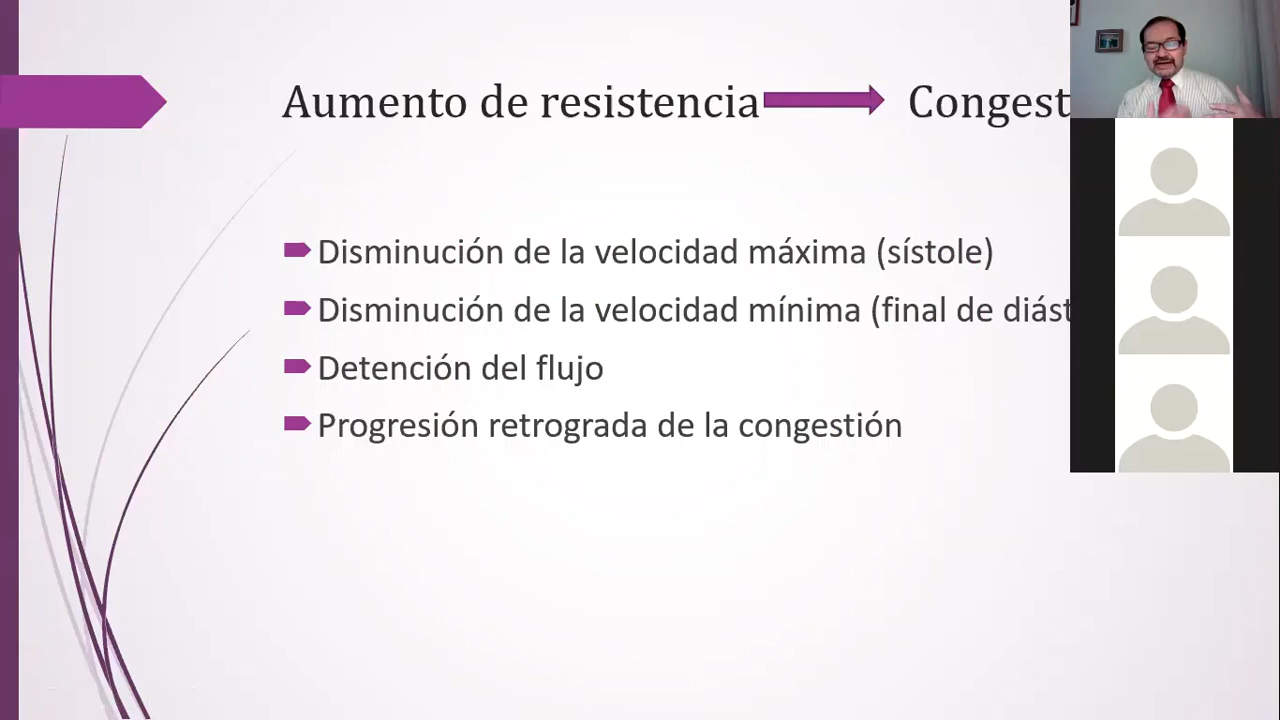 Aumento de resistencia Congest
Disminución de la velocidad máxima (sístole)
Disminución de la velocidad mínima (final de diást
Detención del flujo
Progresión retrograda de la congestión